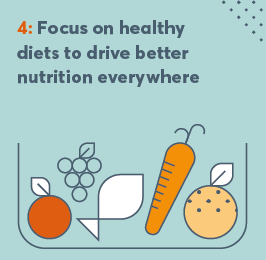 4: Focus on healthy
diets to drive better
nutrition everywhere